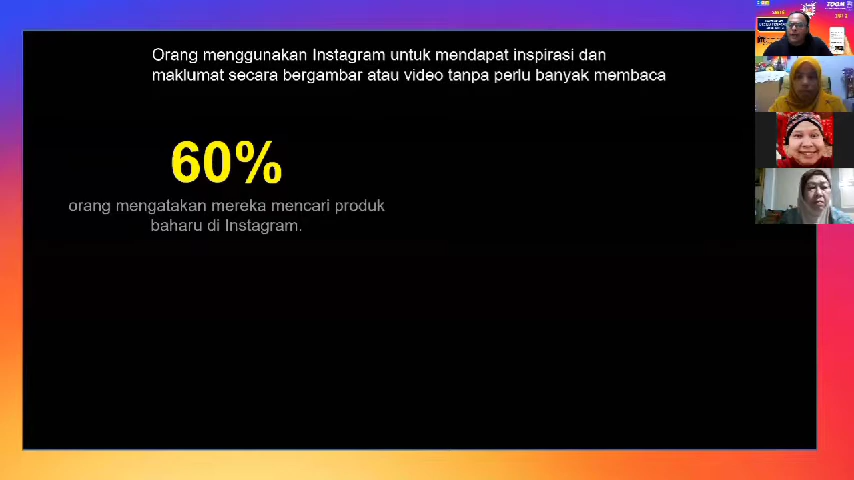 Orang menggunakan Instagram untuk mendapat inspirasi dan
maklumat secara bergambar atau video tanpa perlu banyak membaca
60%
orang mengatakan mereka mencari produk
baharu di Instagram.
ZOOM